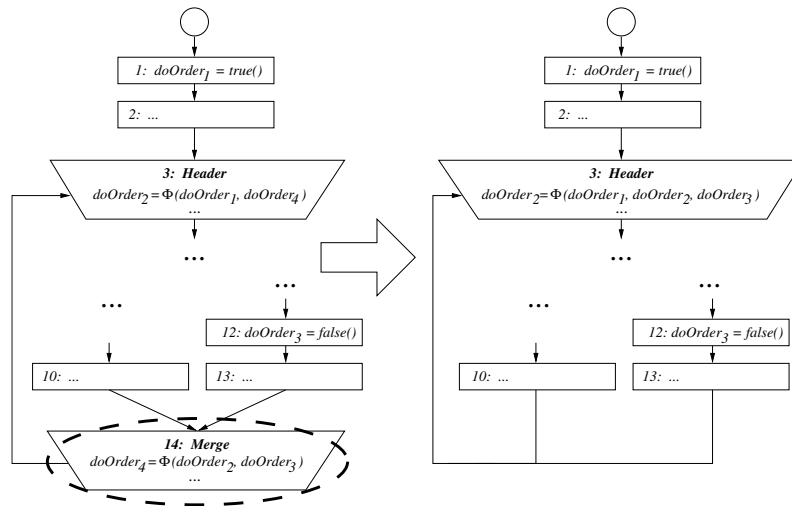 1: doOrder1 = true()
2: ...
3: Header
doOrder2 = Φ(doOrder1, doOrder4)
...
...
...
...
12: doOrder3 = false()
10: ...
13: ...
14: Merge
doOrder4 = Φ(doOrder2, doOrder3)
...
1: doOrder1 = true()
2: ...
3: Header
doOrder2 = Φ(doOrder1, doOrder2, doOrder3)
...
...
...
...
12: doOrder3 = false()
10: ...
13: ...